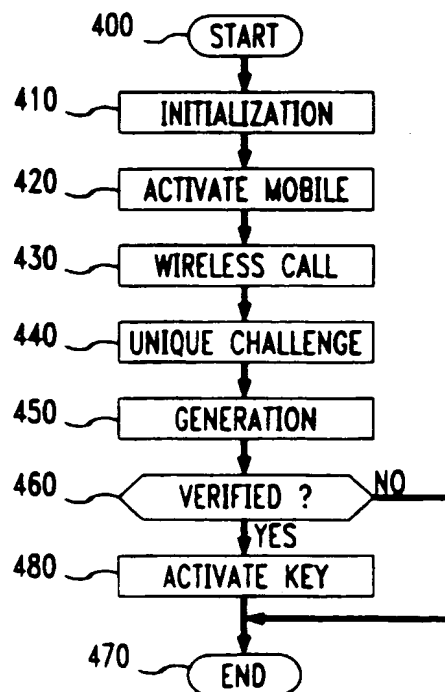 400 START
410 INITIALIZATION
420 ACTIVATE MOBILE
430 WIRELESS CALL
440 UNIQUE CHALLENGE
450 GENERATION
460 VERIFIED ? NO
YES
480 ACTIVATE KEY
470 END